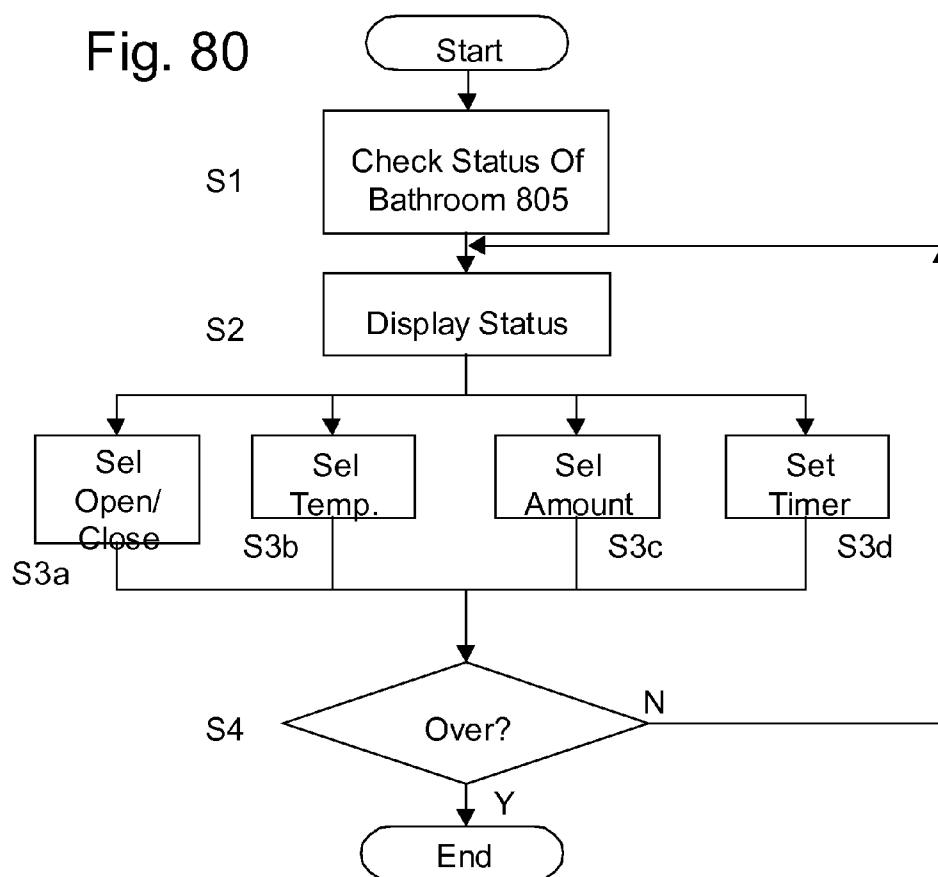 Fig. 80
Start
S1
Check Status Of
Bathroom 805
S2
Display Status
Sel
Open/
Close
S3a
Sel
Temp.
S3b
Sel
Amount
S3c
Set
Timer
S3d
S4
Over?
N
Y
End